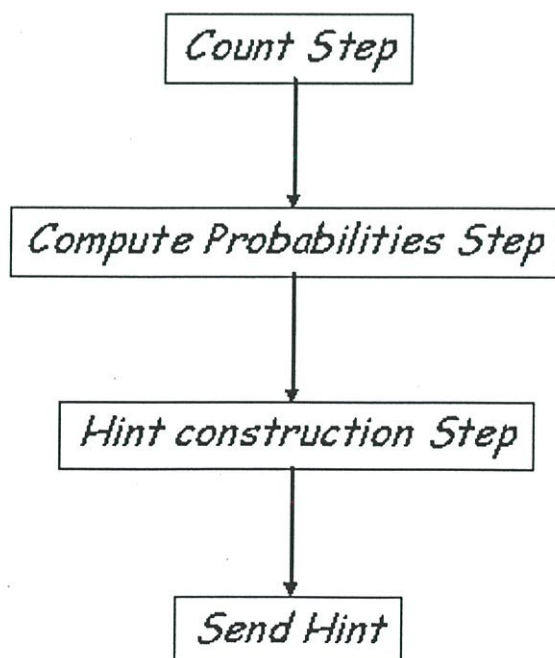 Count Step
Compute Probabilities Step
Hint construction Step
Send Hint